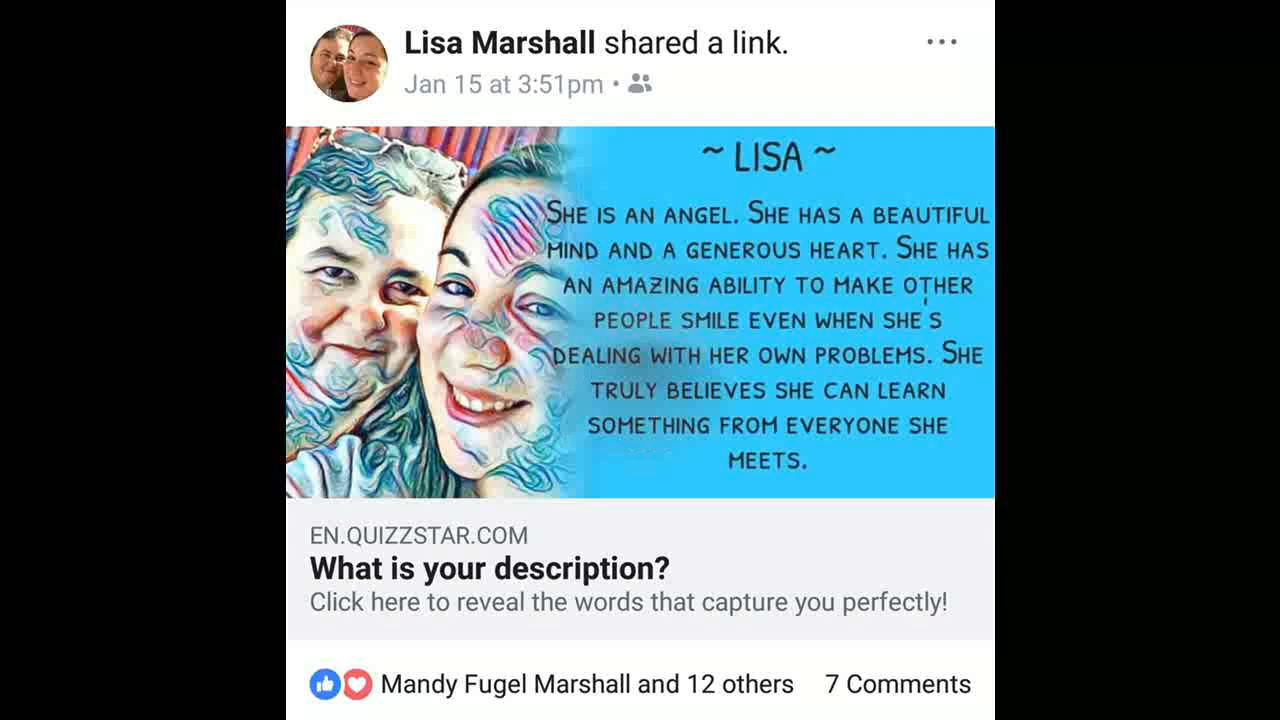 Lisa Marshall shared a link.
Jan 15 at 3:51pm •
~ LISA ~
SHE IS AN ANGEL. SHE HAS A BEAUTIFUL
MIND AND A GENEROUS HEART. SHE HAS
AN AMAZING ABILITY TO MAKE OTHER
PEOPLE SMILE EVEN WHEN SHE'S
DEALING WITH HER OWN PROBLEMS. SHE
TRULY BELIEVES SHE CAN LEARN
SOMETHING FROM EVERYONE SHE
MEETS.
EN.QUIZZSTAR.COM
What is your description?
Click here to reveal the words that capture you perfectly!
Mandy Fugel Marshall and 12 others 7 Comments